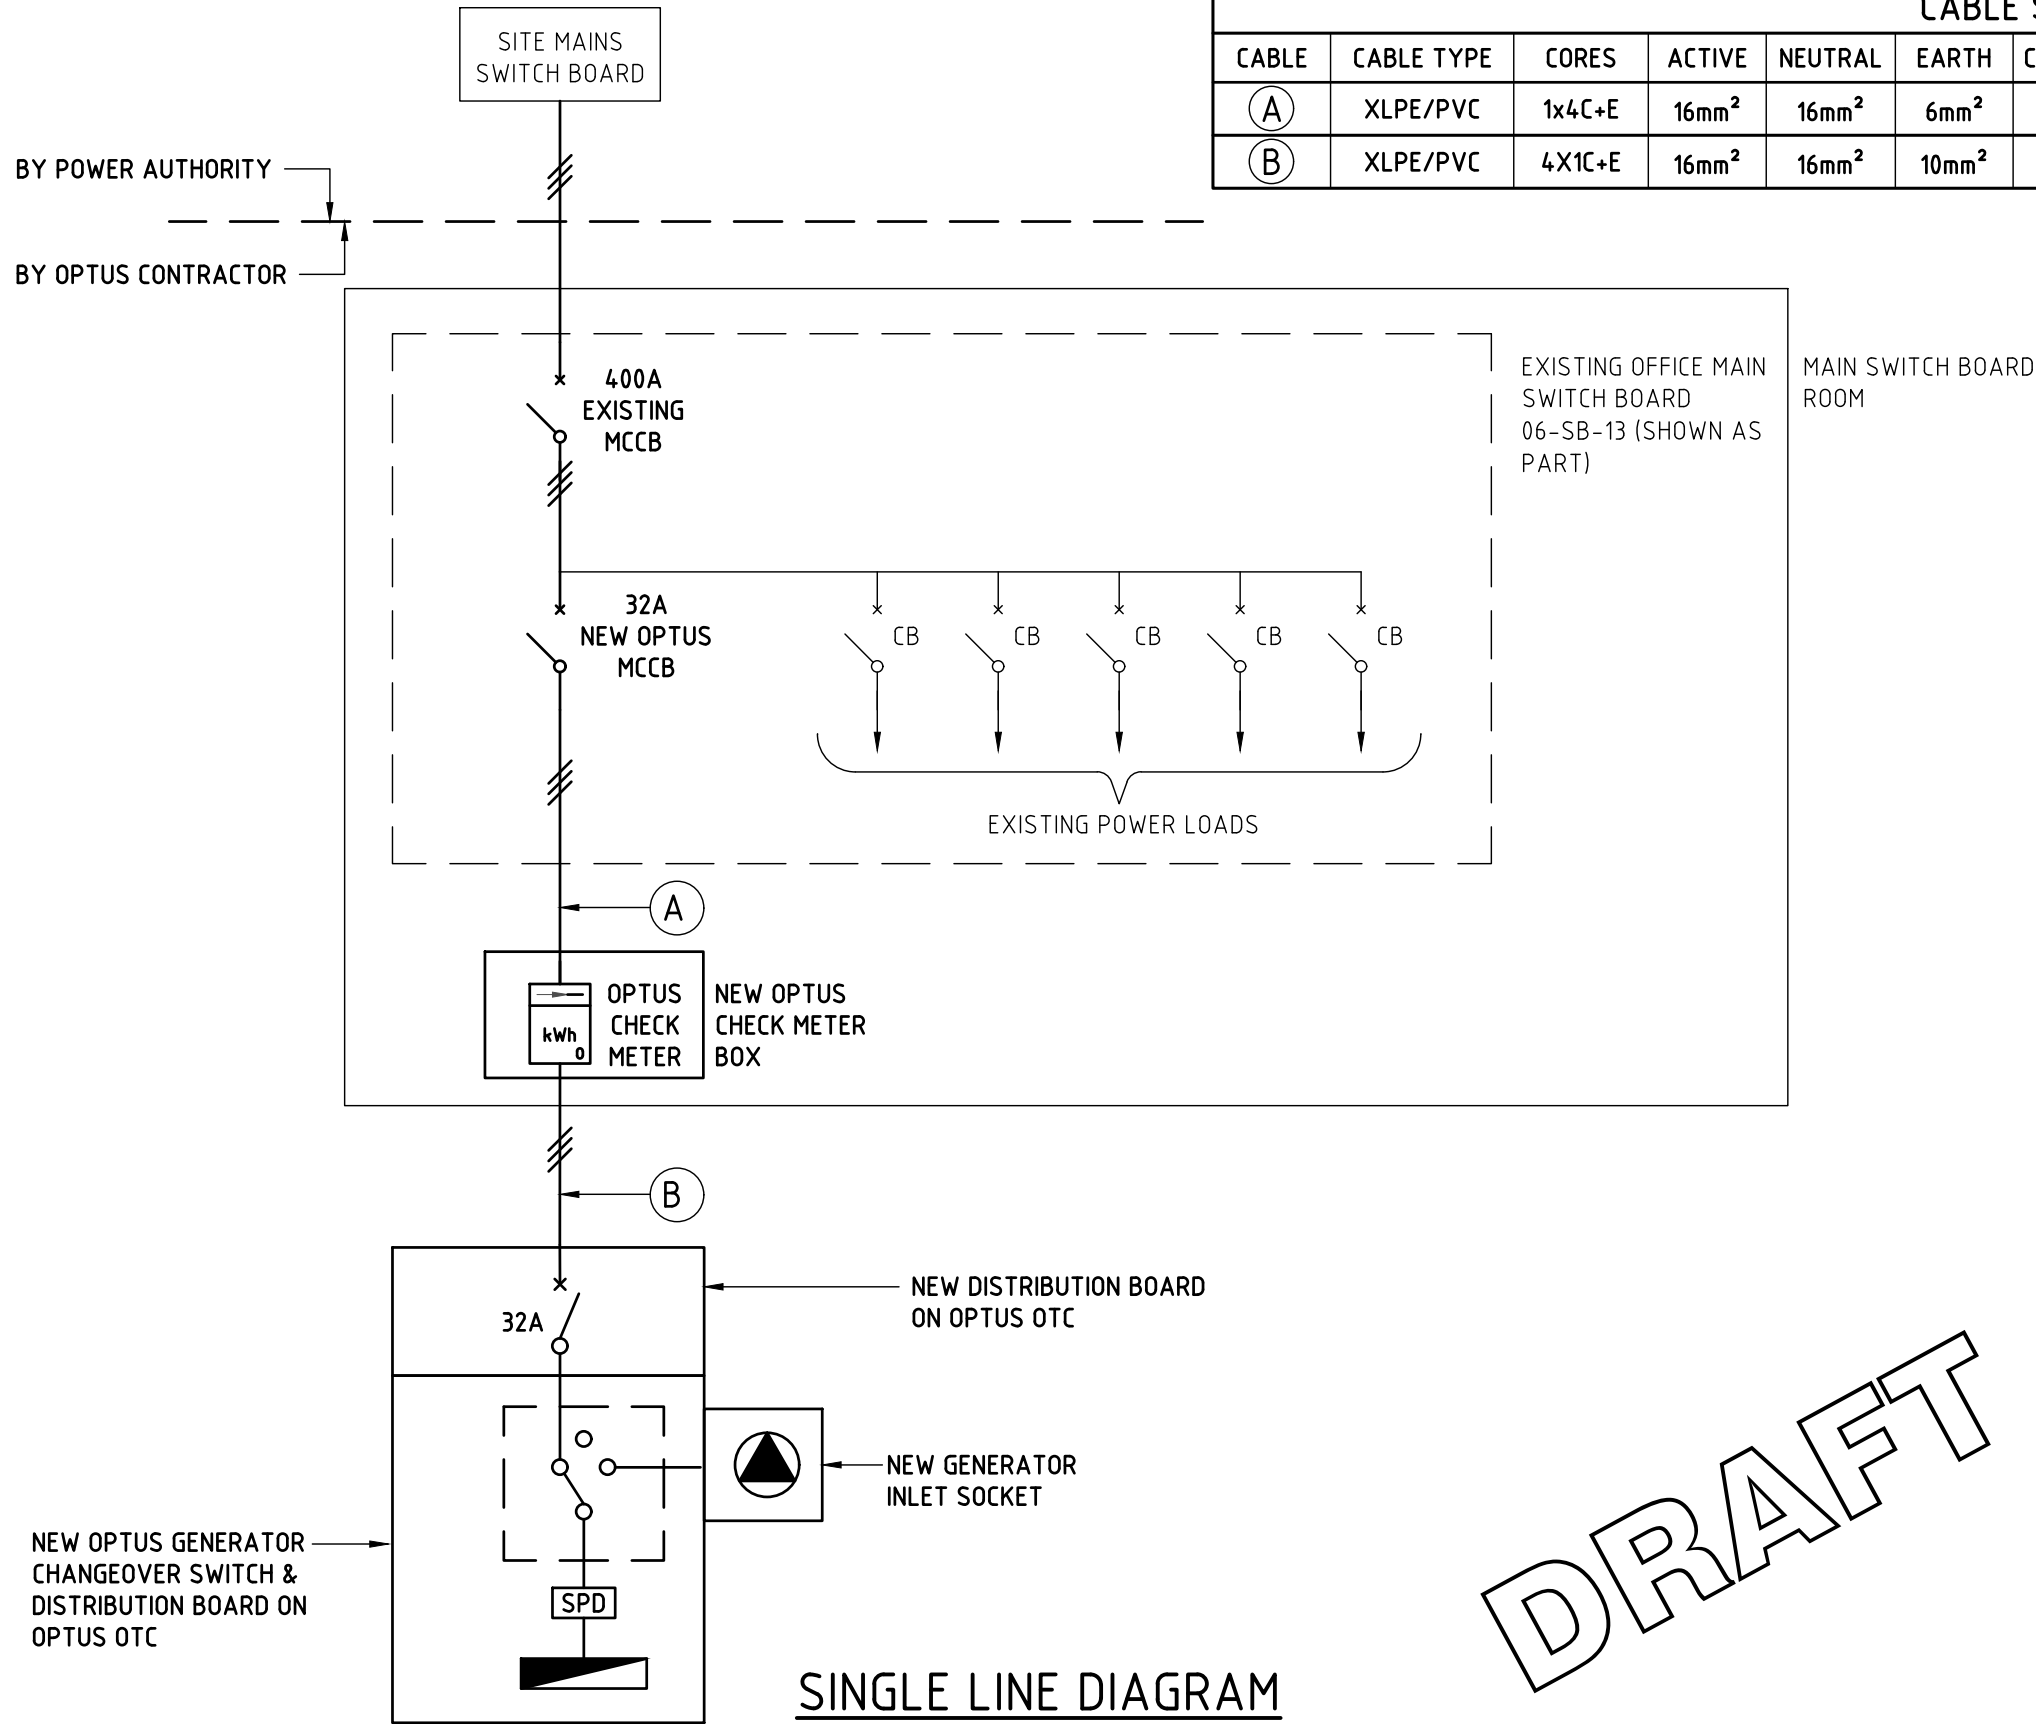 CABLE
CABLE CABLE TYPE CORES ACTIVE NEUTRAL EARTH
A XLPE/PVC 1x4C+E 16mm² 16mm² 6mm²
B XLPE/PVC 4X1C+E 16mm² 16mm² 10mm²
SITE MAINS
SWITCH BOARD
BY POWER AUTHORITY
BY OPTUS CONTRACTOR
400A
EXISTING
MCCB
EXISTING OFFICE MAIN
SWITCH BOARD
06-SB-13 (SHOWN AS
PART)
MAIN SWITCH BOARD
ROOM
32A
NEW OPTUS
MCCB
CB CB CB CB CB
EXISTING POWER LOADS
A
kWh
0
OPTUS
CHECK
METER
NEW OPTUS
CHECK METER
BOX
B
32A
NEW DISTRIBUTION BOARD
ON OPTUS OTC
NEW GENERATOR
INLET SOCKET
NEW OPTUS GENERATOR
CHANGEOVER SWITCH &
DISTRIBUTION BOARD ON
OPTUS OTC
SPD
SINGLE LINE DIAGRAM
DRAFT